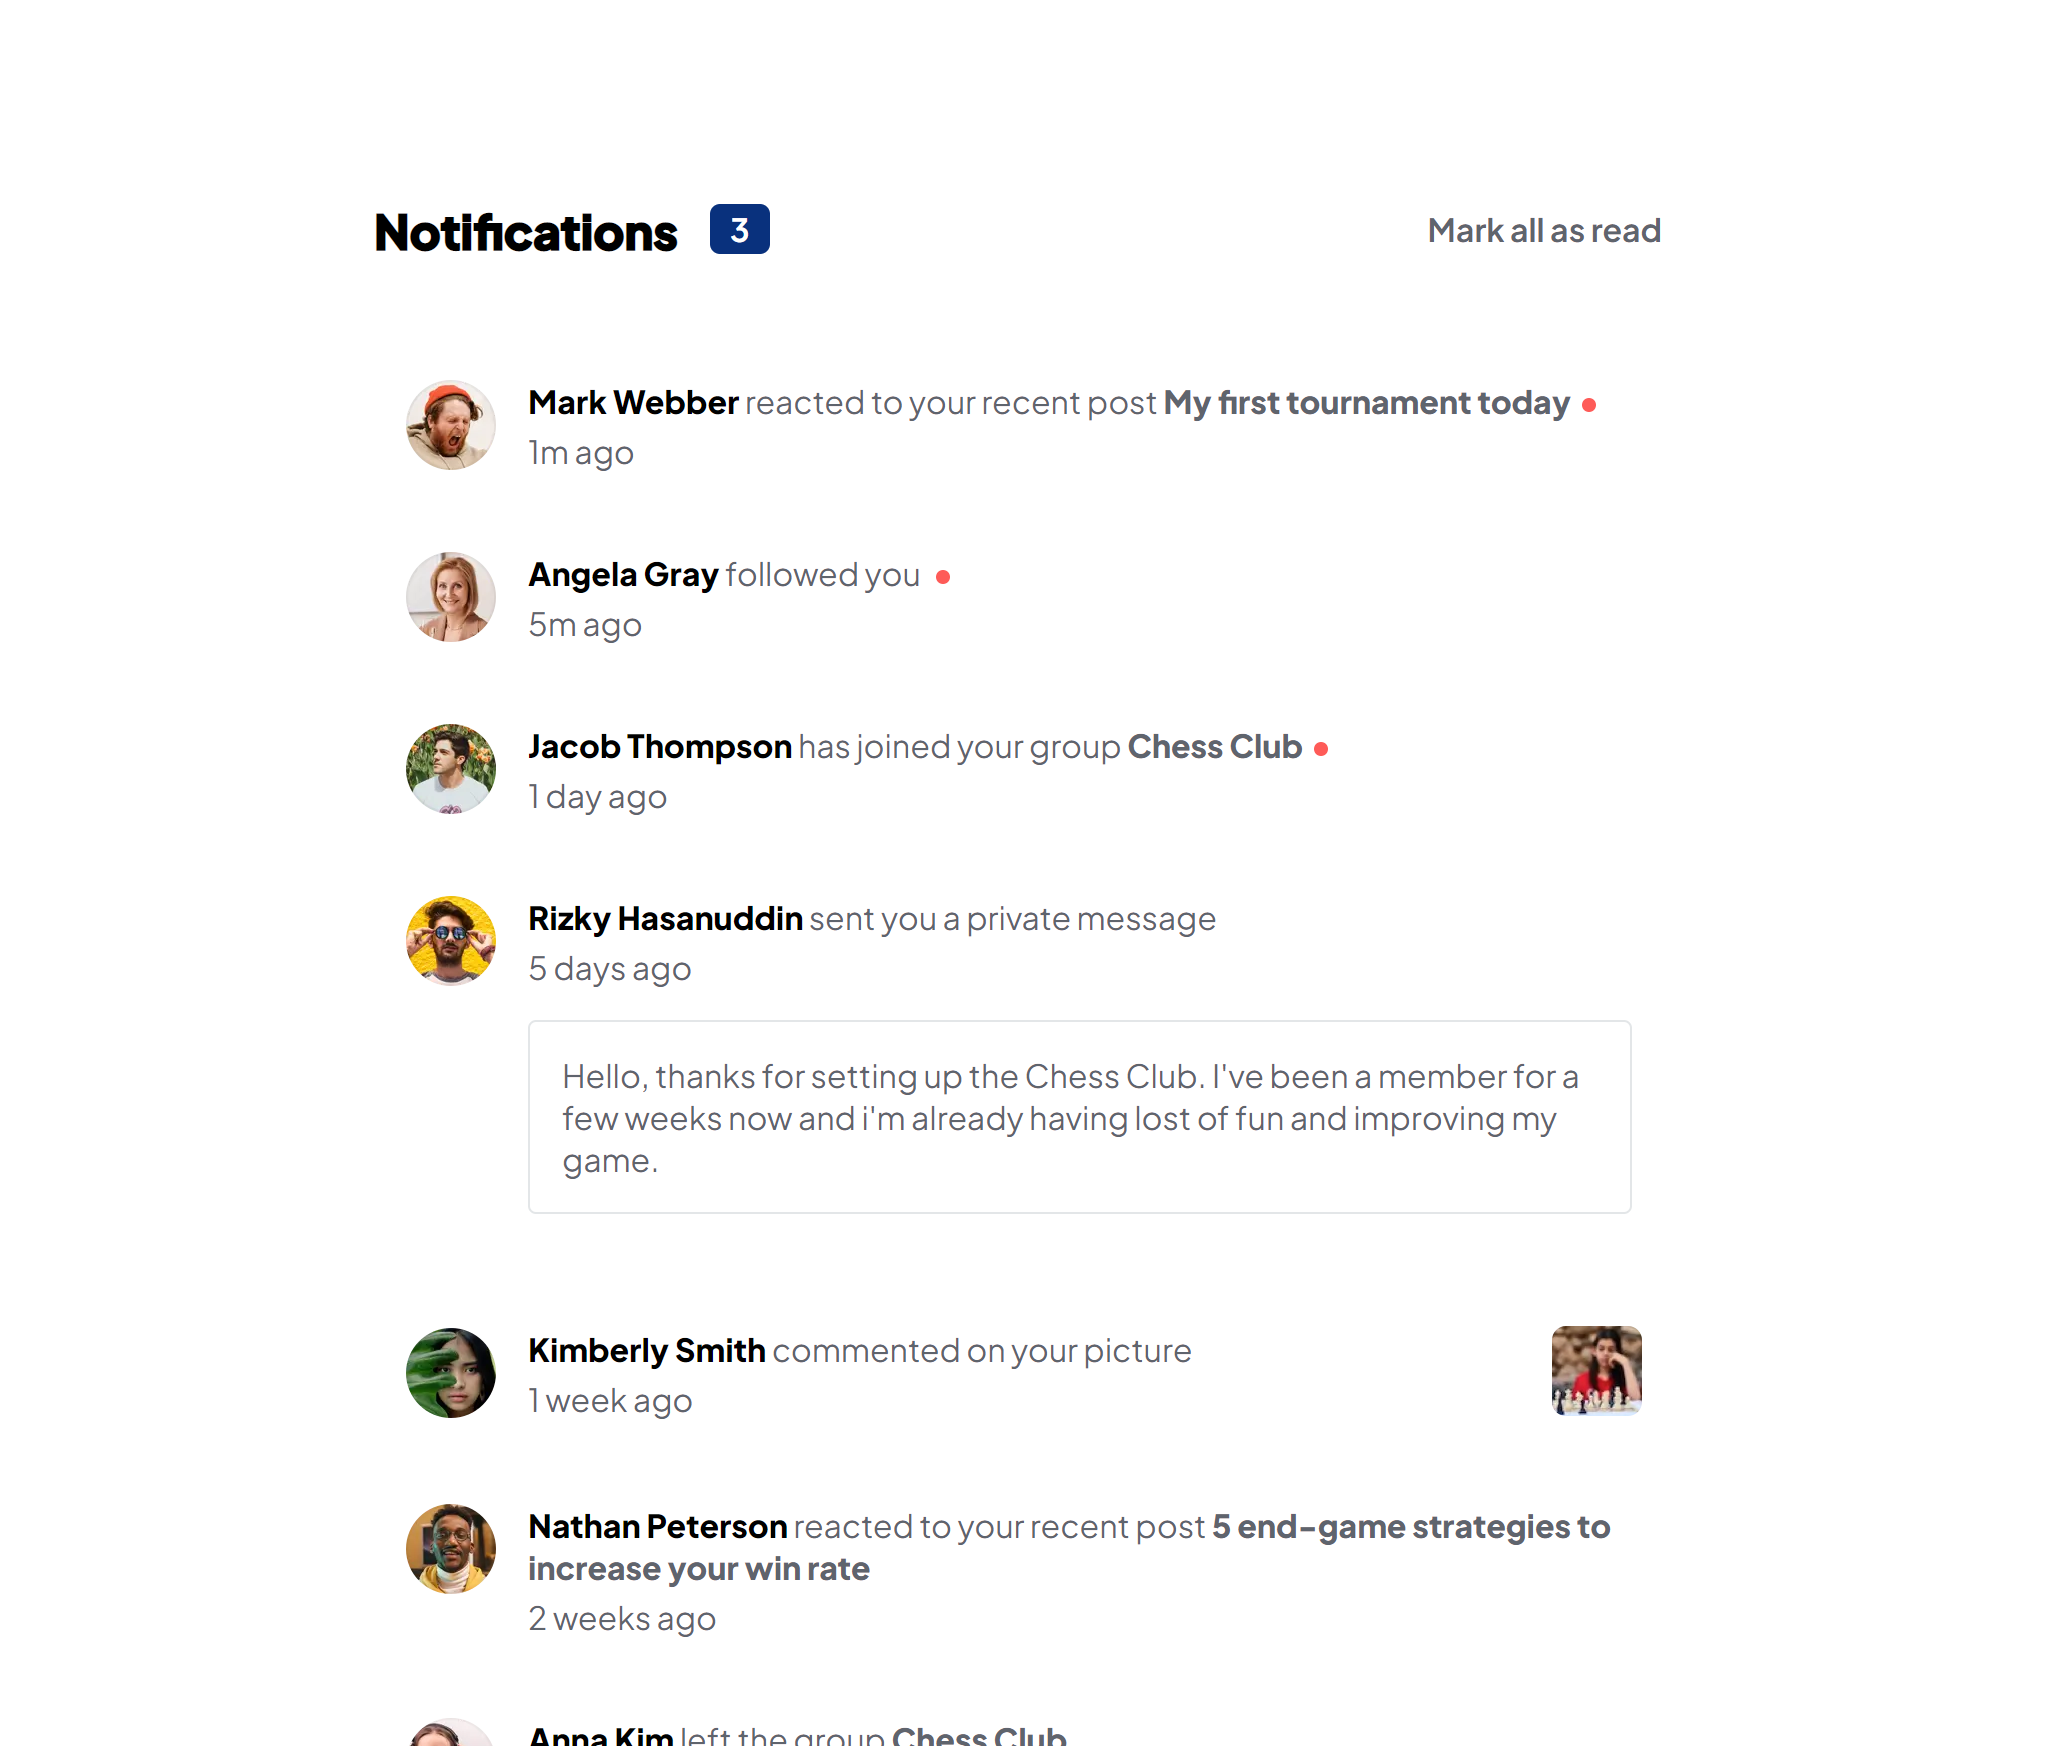 Notifications 3 Mark all as read
Mark Webber reacted to your recent post My first tournament today
1m ago
Angela Gray followed you
5m ago
Jacob Thompson has joined your group Chess Club
1 day ago
Rizky Hasanuddin sent you a private message
5 days ago
Hello, thanks for setting up the Chess Club. I've been a member for a
few weeks now and i'm already having lost of fun and improving my
game.
Kimberly Smith commented on your picture
1 week ago
Nathan Peterson reacted to your recent post 5 end-game strategies to
increase your win rate
2 weeks ago
Anna Kim left the group Chess Club